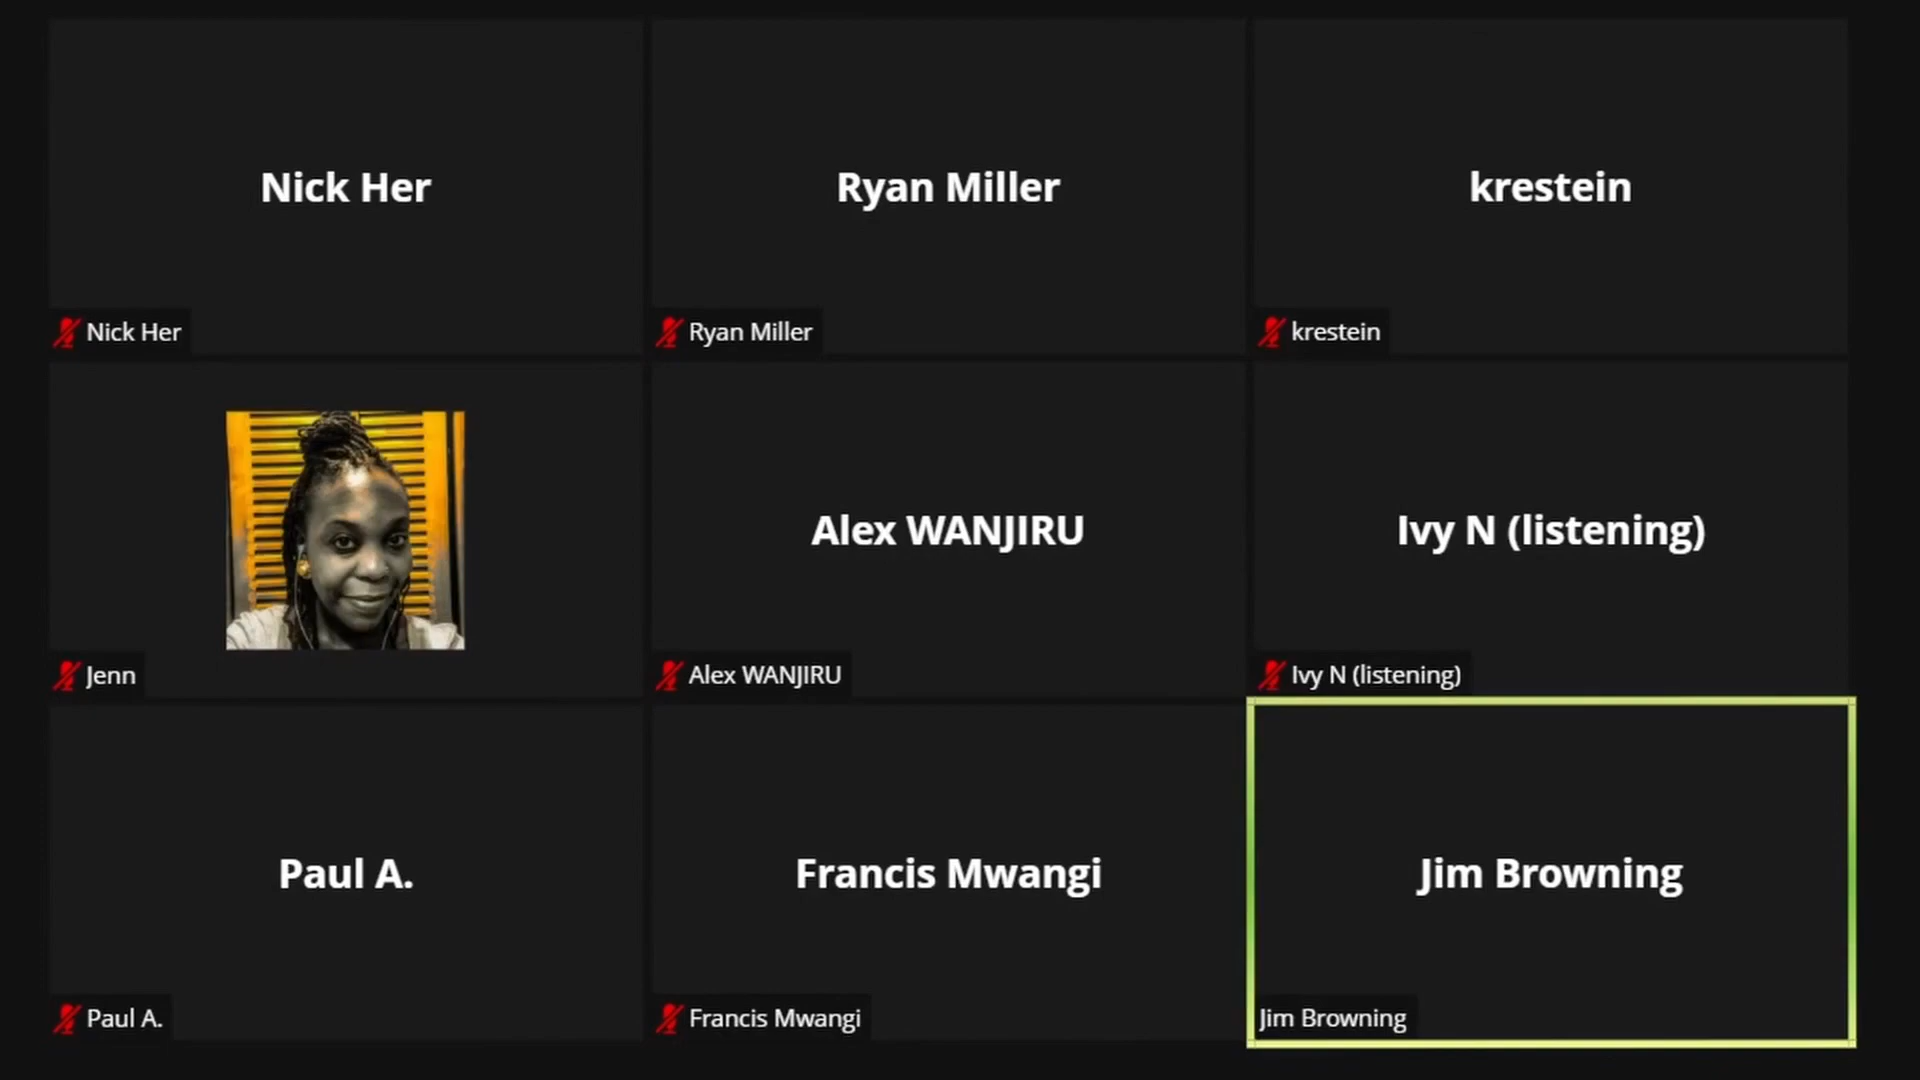 Nick Her
Ryan Miller
krestein
Nick Her
Ryan Miller
krestein
Alex WANJIRU
Ivy N (listening)
Jenn
Alex WANJIRU
Ivy N (listening)
Paul A.
Francis Mwangi
Jim Browning
Paul A.
Francis Mwangi
Jim Browning